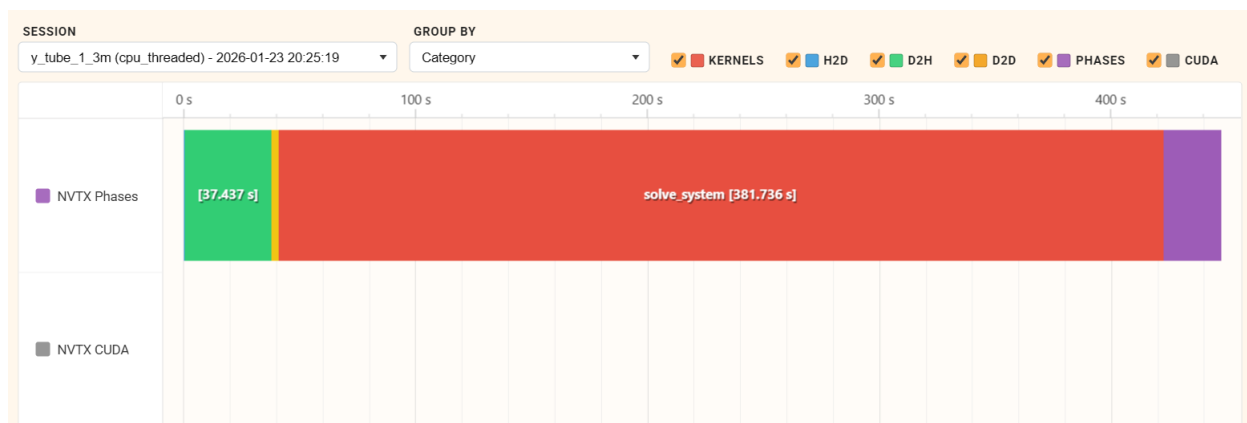 SESSION
GROUP BY
y_tube_1_3m (cpu_threaded) - 2026-01-23 20:25:19
Category
KERNELS
H2D
D2H
D2D
PHASES
CUDA
0 s
100 s
200 s
300 s
400 s
NVTX Phases
[37.437 s]
solve_system [381.736 s]
NVTX CUDA